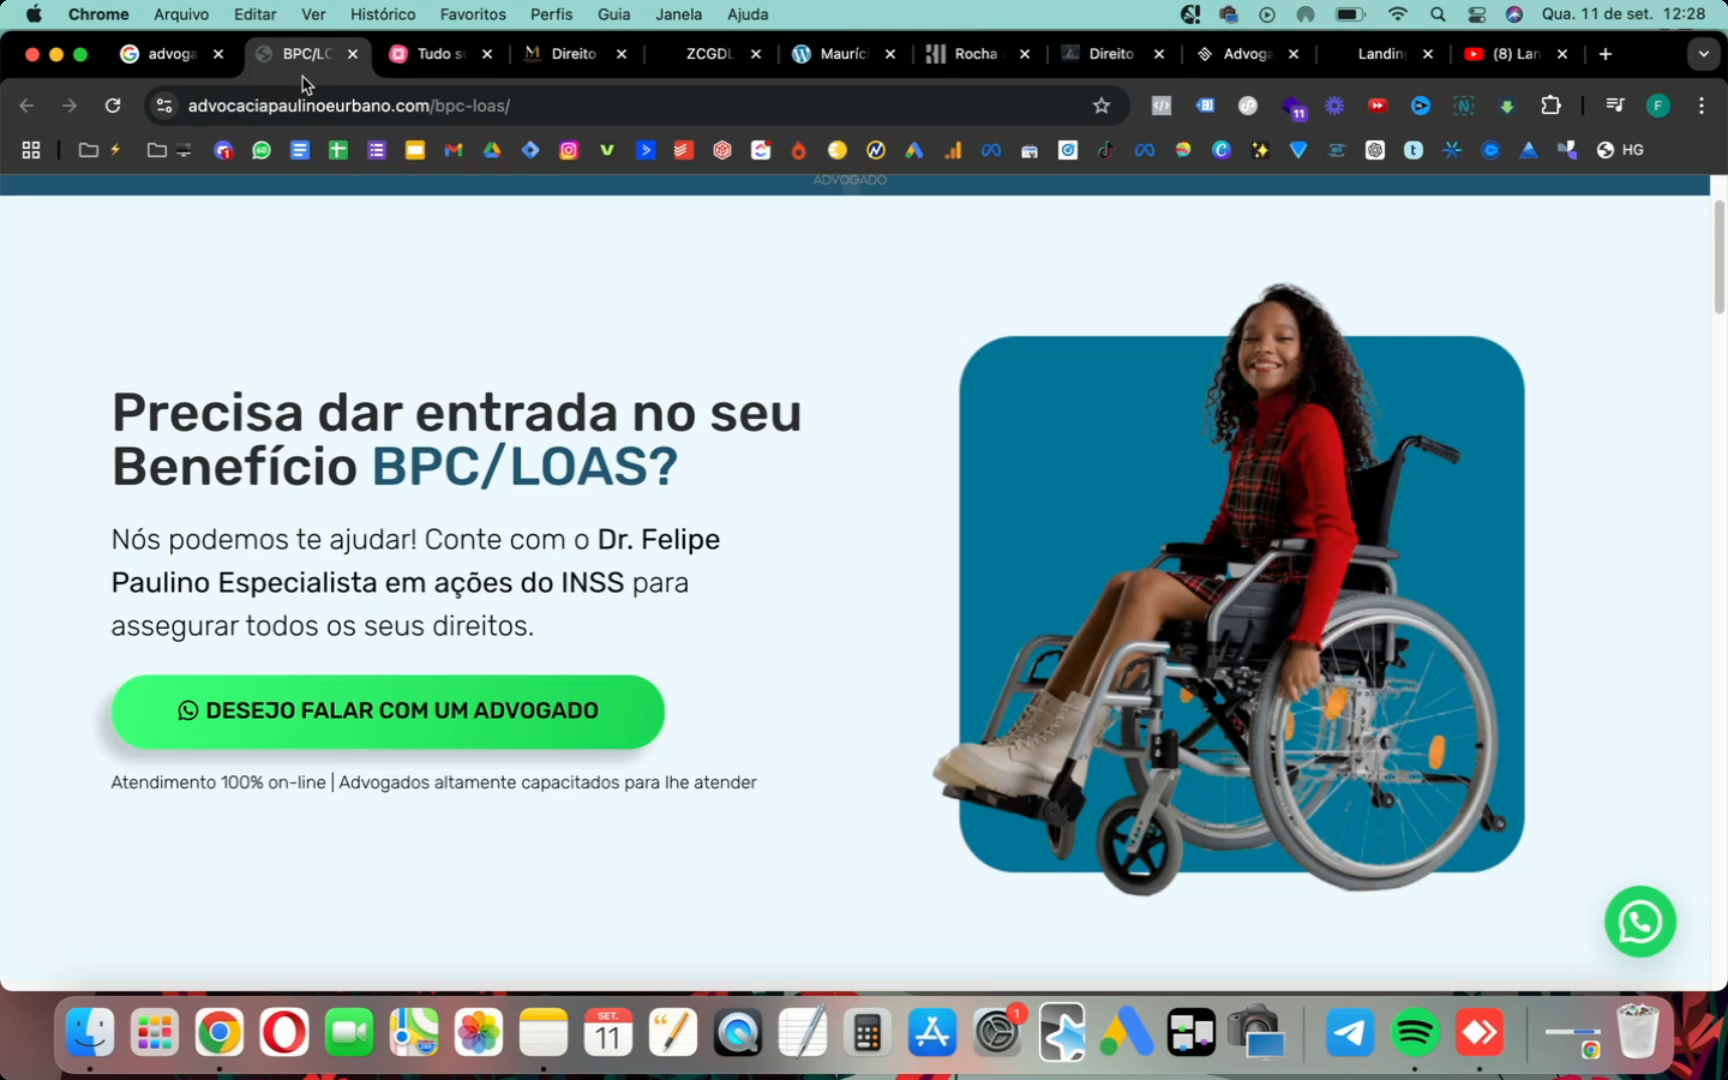 Chrome Arquivo Editar Ver Histórico Favoritos Perfis Guia Janela Ajuda Qua. 11 de set. 12:28
advoga BPC/LO Tudo s Direito ZCGDL Mauríc Rocha Direito Advoga Landin (8) Lan
advocaciapaulinoeurbano.com/bpc-loas/
11 F
HG
ADVOGADO
Precisa dar entrada no seu
Benefício BPC/LOAS?
Nós podemos te ajudar! Conte com o Dr. Felipe
Paulino Especialista em ações do INSS para
assegurar todos os seus direitos.
DESEJO FALAR COM UM ADVOGADO
Atendimento 100% on-line | Advogados altamente capacitados para lhe atender
SET.
11
1